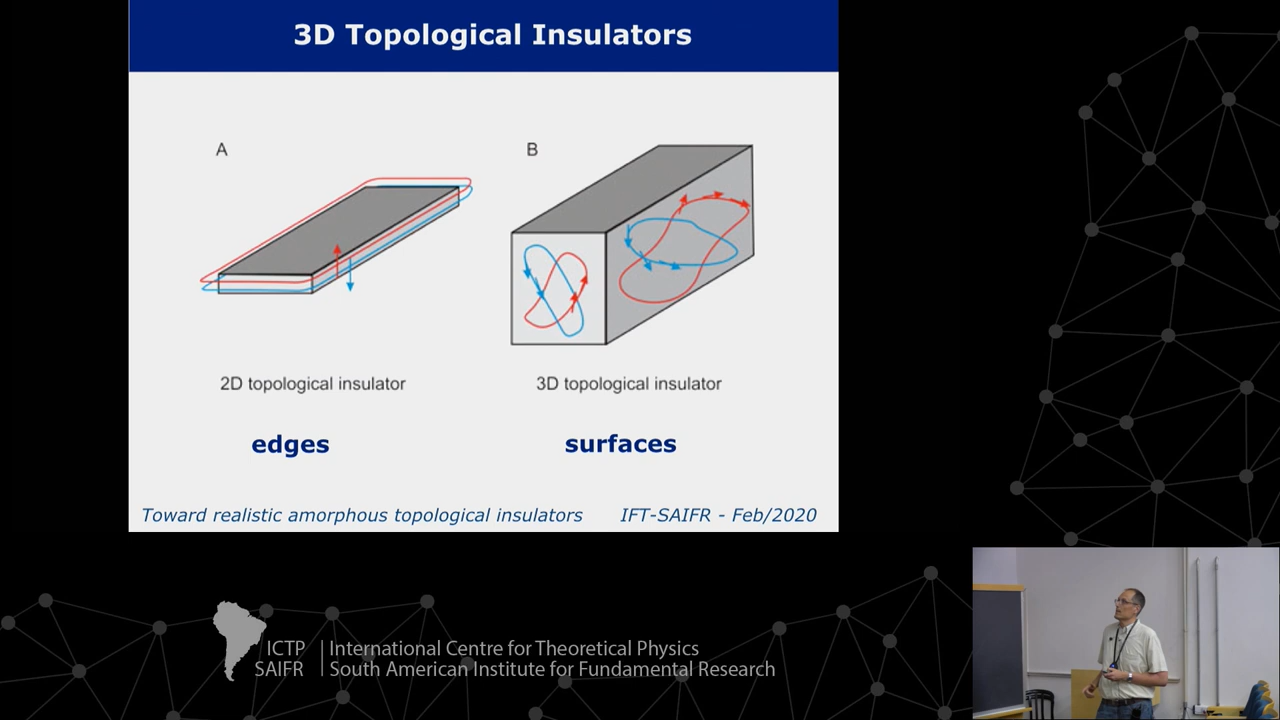 3D Topological Insulators
A
B
2D topological insulator
3D topological insulator
edges
surfaces
Toward realistic amorphous topological insulators
IFT-SAIFR - Feb/2020
ICTP
SAIFR
International Centre for Theoretical Physics
South American Institute for Fundamental Research